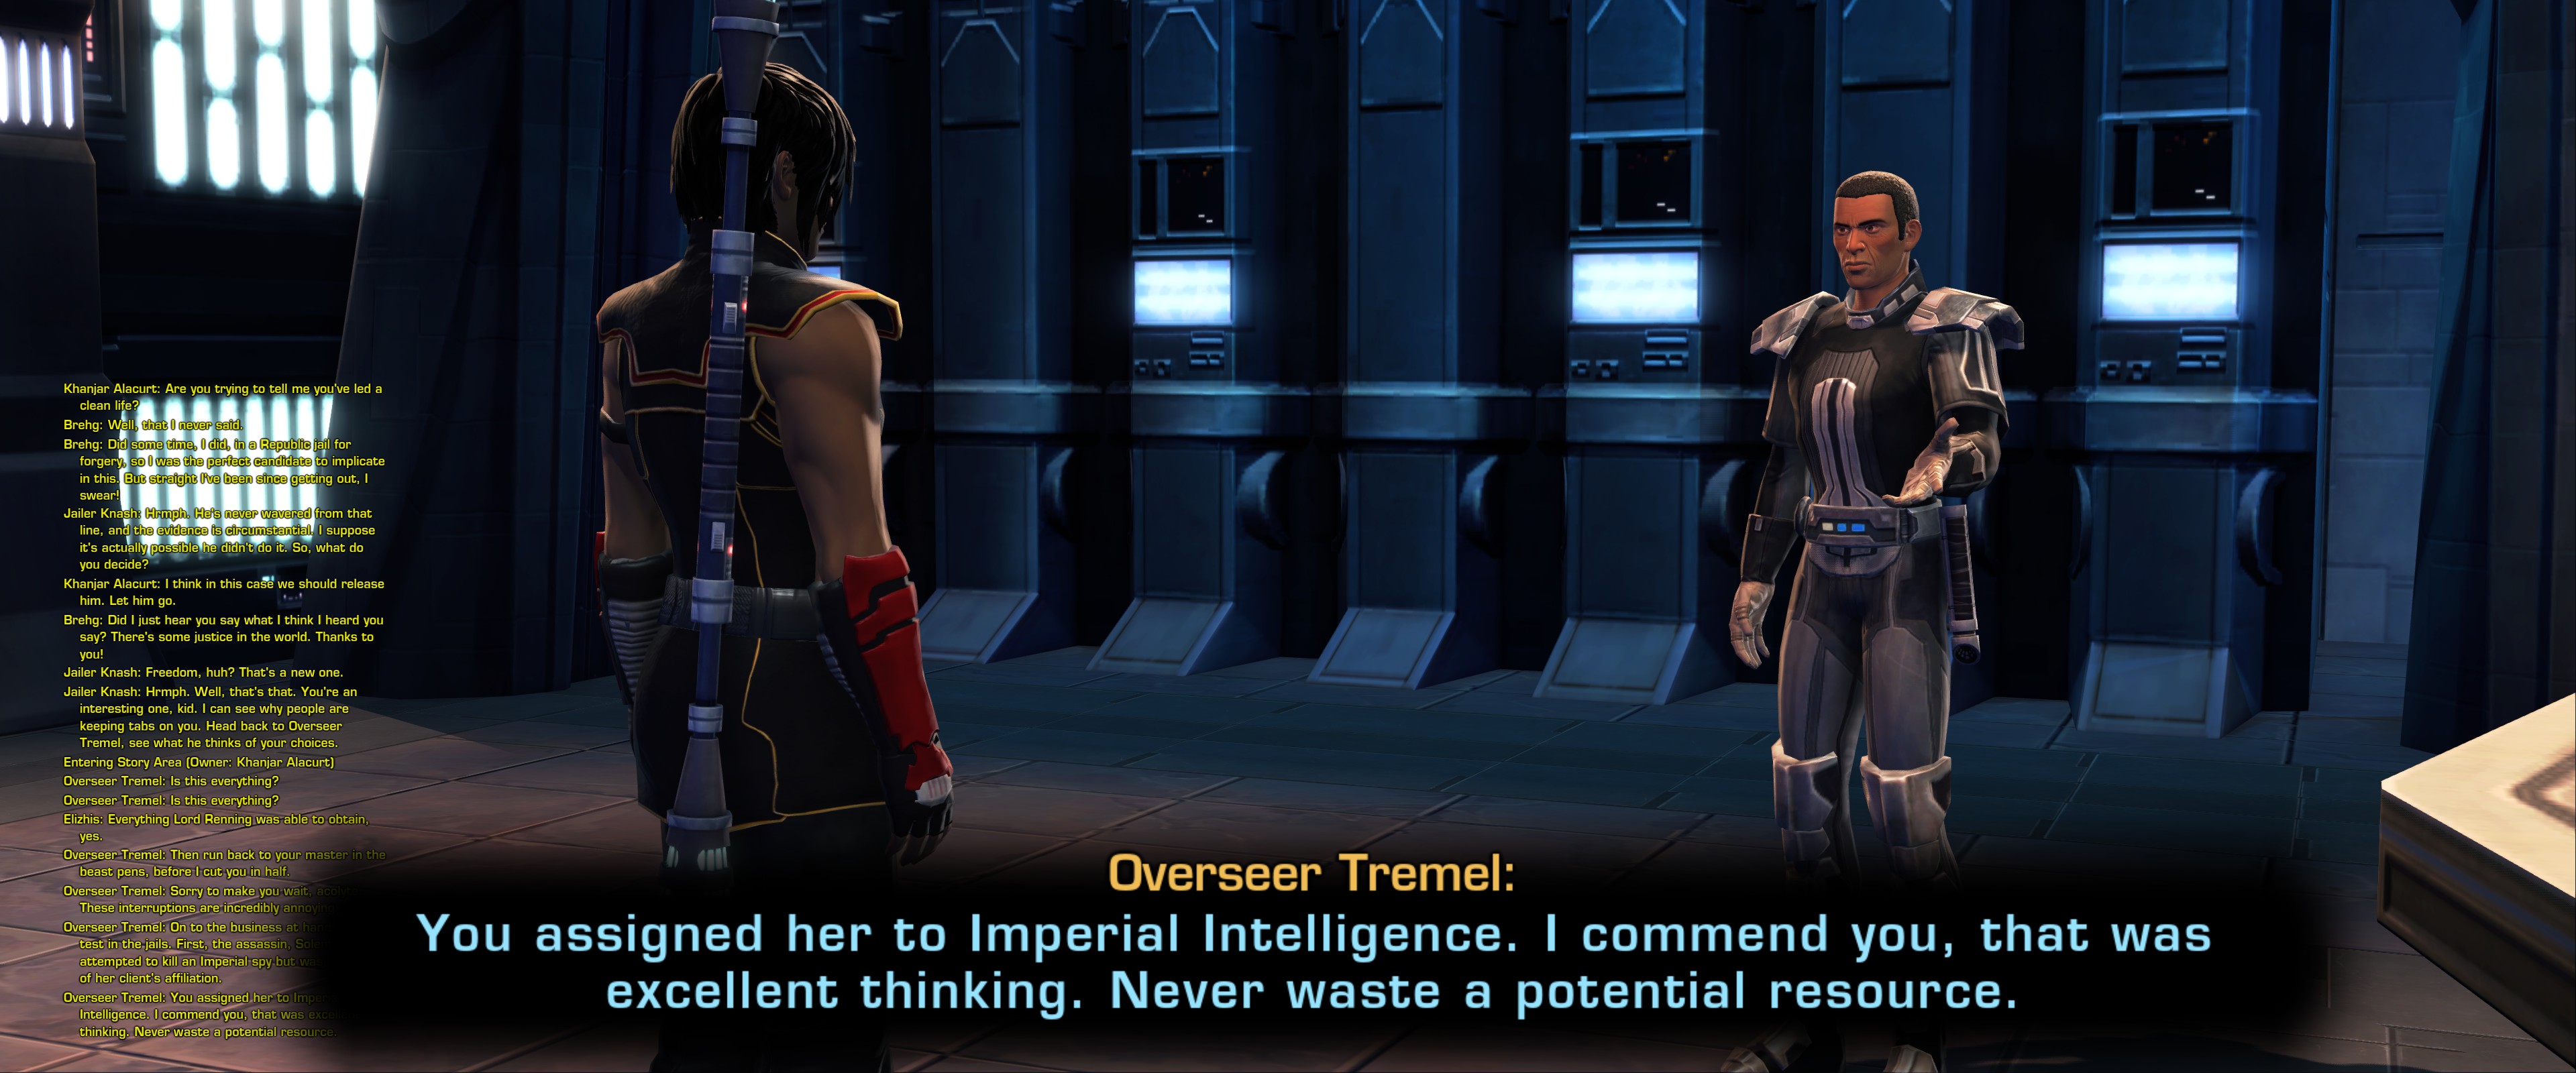 Khanjar Alacurt: Are you trying to tell me you've led a
clean life?
Brehg: Well, that I never said.
Brehg: Did some time, I did, in a Republic jail for
forgery, so I was the perfect candidate to implicate
in this. But straight I've been since getting out, I
swear!
Jailer Knash: Hrmph. He's never wavered from that
line, and the evidence is circumstantial. I suppose
it's actually possible he didn't do it. So, what do
you decide?
Khanjar Alacurt: I think in this case we should release
him. Let him go.
Brehg: Did I just hear you say what I think I heard you
say? There's some justice in the world. Thanks to
you!
Jailer Knash: Freedom, huh? That's a new one.
Jailer Knash: Hrmph. Well, that's that. You're an
interesting one, kid. I can see why people are
keeping tabs on you. Head back to Overseer
Tremel, see what he thinks of your choices.
Entering Story Area (Owner: Khanjar Alacurt)
Overseer Tremel: Is this everything?
Overseer Tremel: Is this everything?
Elizhis: Everything Lord Renning was able to obtain,
yes.
Overseer Tremel: Then run back to your master in the
beast pens, before I cut you in half.
Overseer Tremel: Sorry to make you wait,
These interruptions are incredibly annoying
Overseer Tremel: On to the business at
test in the jails. First, the assassin,
attempted to kill an Imperial spy but
of her client's affiliation.
Overseer Tremel: You assigned her to
Intelligence. I commend you, that was
thinking. Never waste a potential resource.
Overseer Tremel:
You assigned her to Imperial Intelligence. I commend you, that was
excellent thinking. Never waste a potential resource.